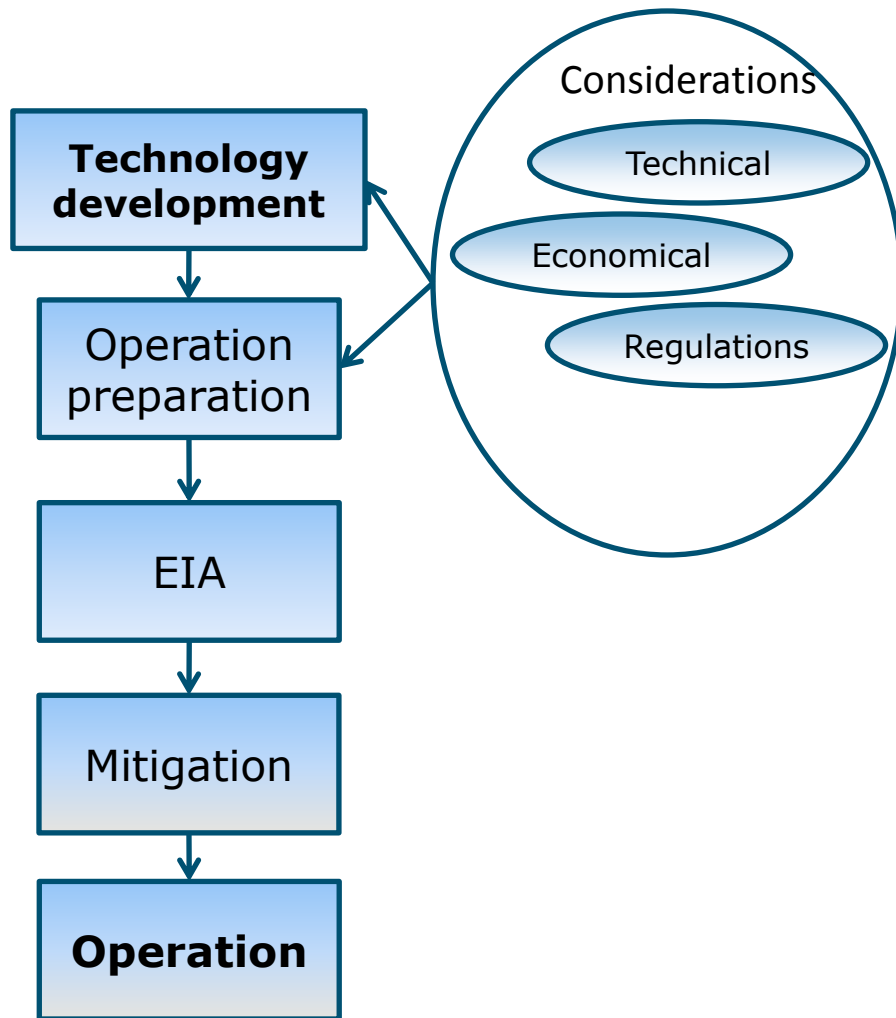 Considerations
Technical
Economical
Regulations
Technology
development
Operation
preparation
EIA
Mitigation
Operation